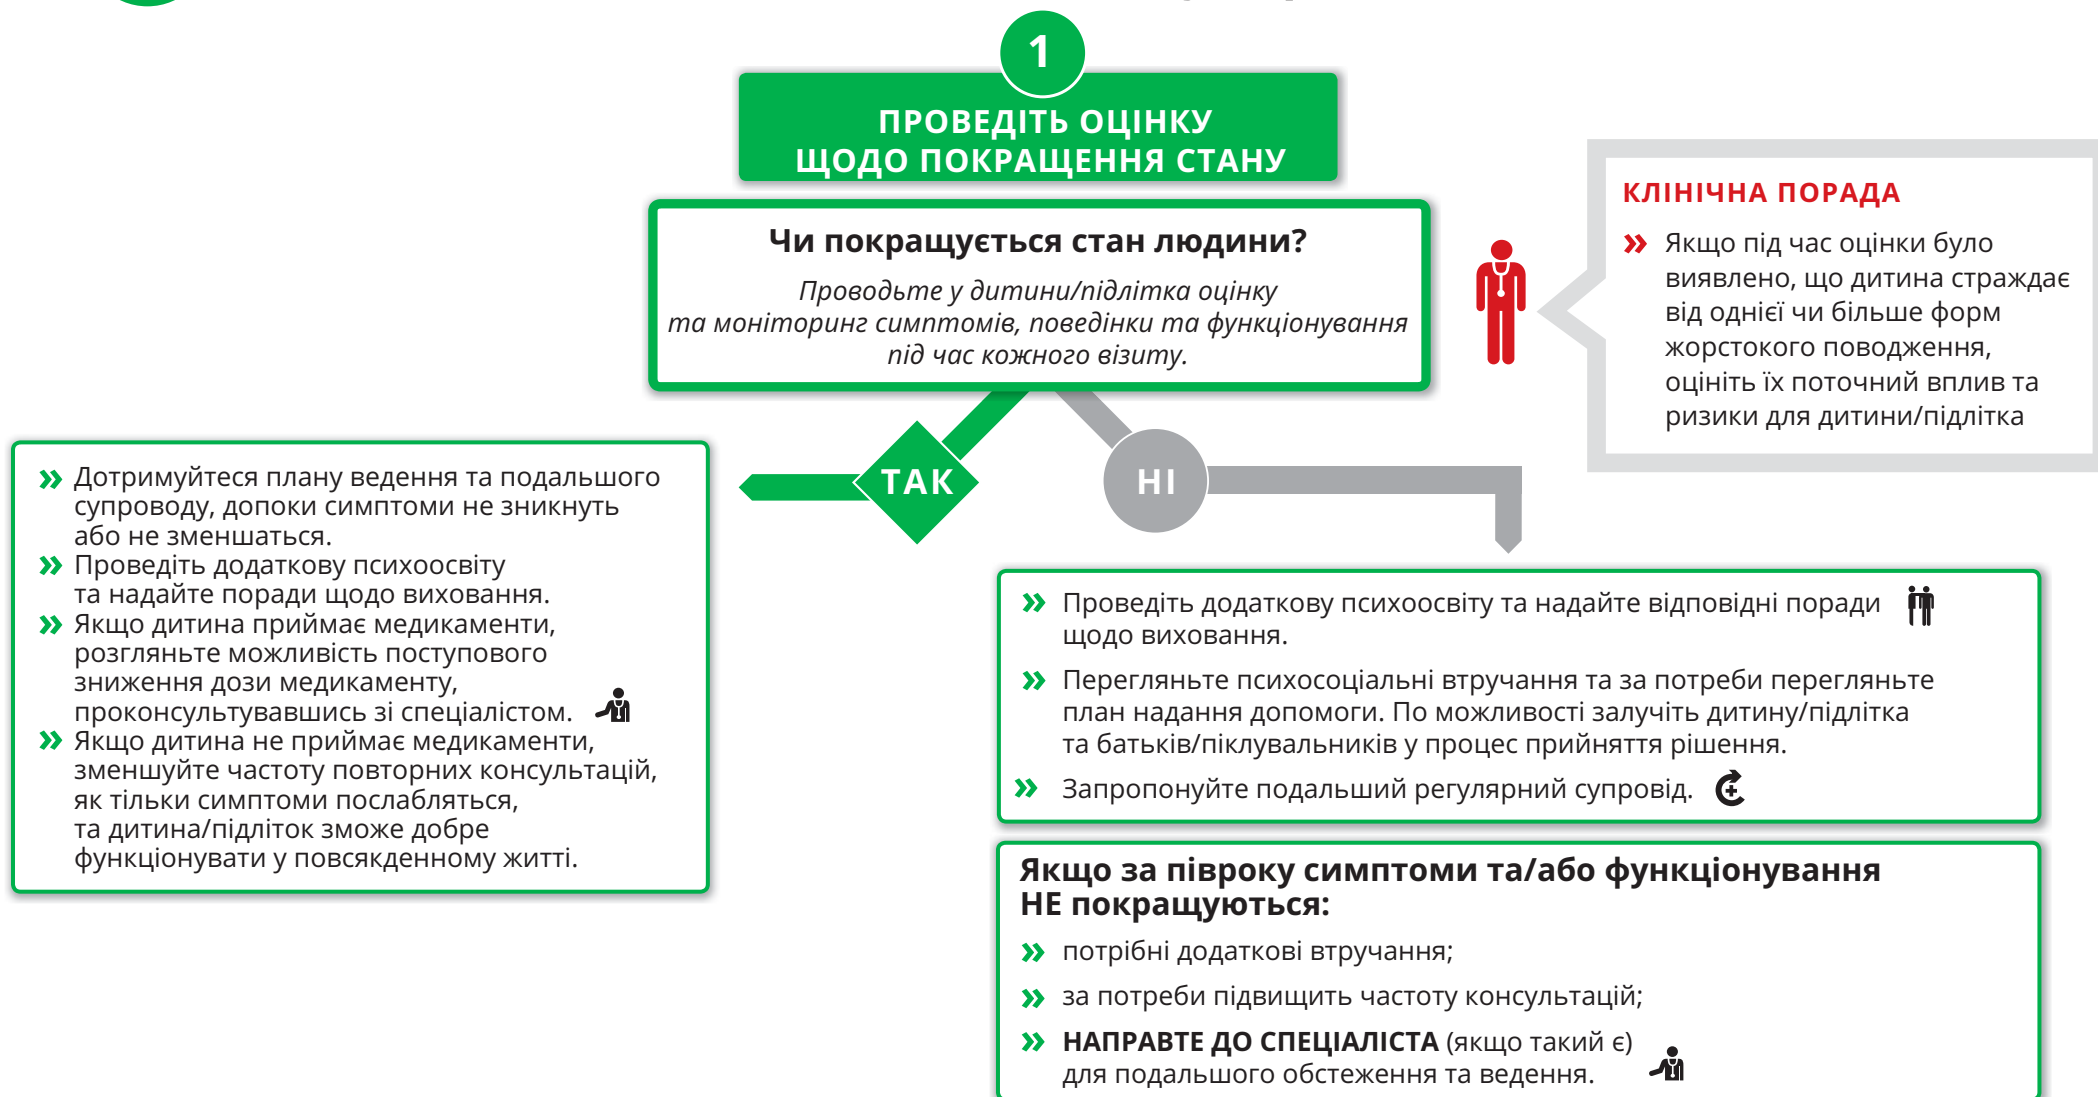 1
ПРОВЕДІТЬ ОЦІНКУ
ЩОДО ПОКРАЩЕННЯ СТАНУ
Чи покращується стан людини?
Проводьте у дитини/підлітка оцінку
та моніторинг симптомів, поведінки та функціонування
під час кожного візиту.
КЛІНІЧНА ПОРАДА
» Якщо під час оцінки було
виявлено, що дитина страждає
від однієї чи більше форм
жорстокого поводження,
оцініть їх поточний вплив та
ризики для дитини/підлітка
ТАК
НІ
» Дотримуйтеся плану ведення та подальшого
супроводу, допоки симптоми не зникнуть
або не зменшаться.
» Проведіть додаткову психоосвіту
та надайте поради щодо виховання.
» Якщо дитина приймає медикаменти,
розгляньте можливість поступового
зниження дози медикаменту,
проконсультувавшись зі спеціалістом.
» Якщо дитина не приймає медикаменти,
зменшуйте частоту повторних консультацій,
як тільки симптоми послабляться,
та дитина/підліток зможе добре
функціонувати у повсякденному житті.
» Проведіть додаткову психоосвіту та надайте відповідні поради
щодо виховання.
» Перегляньте психосоціальні втручання та за потреби перегляньте
план надання допомоги. По можливості залучіть дитину/підлітка
та батьків/піклувальників у процес прийняття рішення.
» Запропонуйте подальший регулярний супровід.
Якщо за півроку симптоми та/або функціонування
НЕ покращуються:
» потрібні додаткові втручання;
» за потреби підвищить частоту консультацій;
» НАПРАВТЕ ДО СПЕЦІАЛІСТА (якщо такий є)
для подальшого обстеження та ведення.